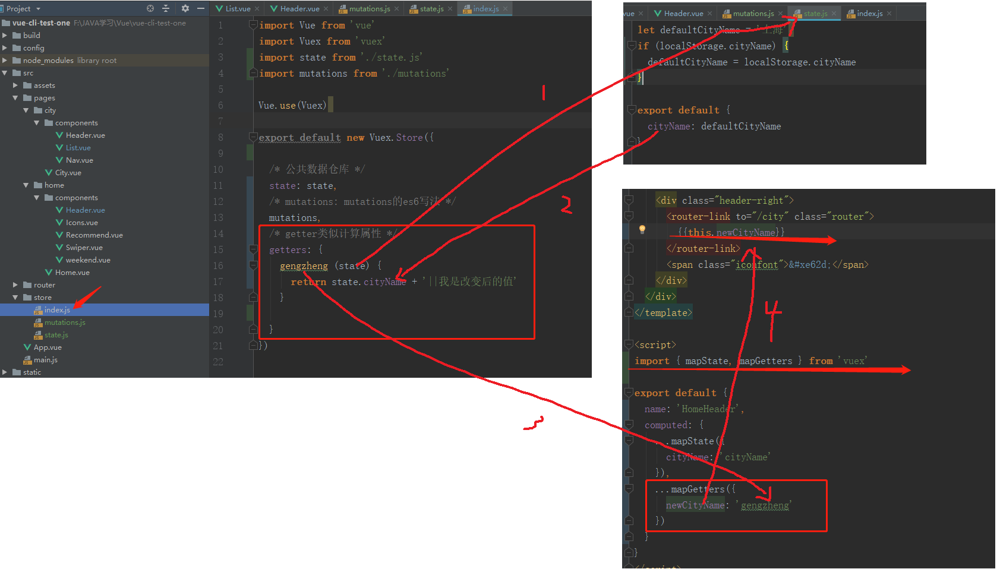 Project
vue-cli-test-one F:\JAVA学习\Vue\vue-cli-test-one
build
config
node_modules library root
src
assets
pages
city
components
Header.vue
List.vue
Nav.vue
City.vue
home
components
Header.vue
Icons.vue
Recommend.vue
Swiper.vue
weekend.vue
Home.vue
router
store
index.js
mutations.js
state.js
App.vue
main.js
static
List.vue Header.vue mutations.js state.js index.js
1 import Vue from 'vue'
2 import Vuex from 'vuex'
3 import state from './state.js'
4 import mutations from './mutations'
5
6 Vue.use(Vuex)
7
8 export default new Vuex.Store({
9
10 /* 公共数据仓库 */
11 state: state,
12 /* mutations: mutations的es6写法 */
13 mutations,
14 /* getter类似计算属性 */
15 getters: {
16 gengzheng (state) {
17 return state.cityName + '||我是改变后的值'
18 }
19
20 }
21 })
22
1
2
3
4
vue Header.vue mutations.js state.js index.js
let defaultCityName = '上海'
if (localStorage.cityName) {
defaultCityName = localStorage.cityName
}
export default {
cityName: defaultCityName
}
<div class="header-right">
<router-link to="/city" class="router">
{{this.newCityName}}
</router-link>
<span class="iconfont">&#xe62d;</span>
</div>
</div>
</template>
<script>
import { mapState, mapGetters } from 'vuex'
export default {
name: 'HomeHeader',
computed: {
...mapState({
cityName: 'cityName'
}),
...mapGetters({
newCityName: 'gengzheng'
})
}
}
</script>